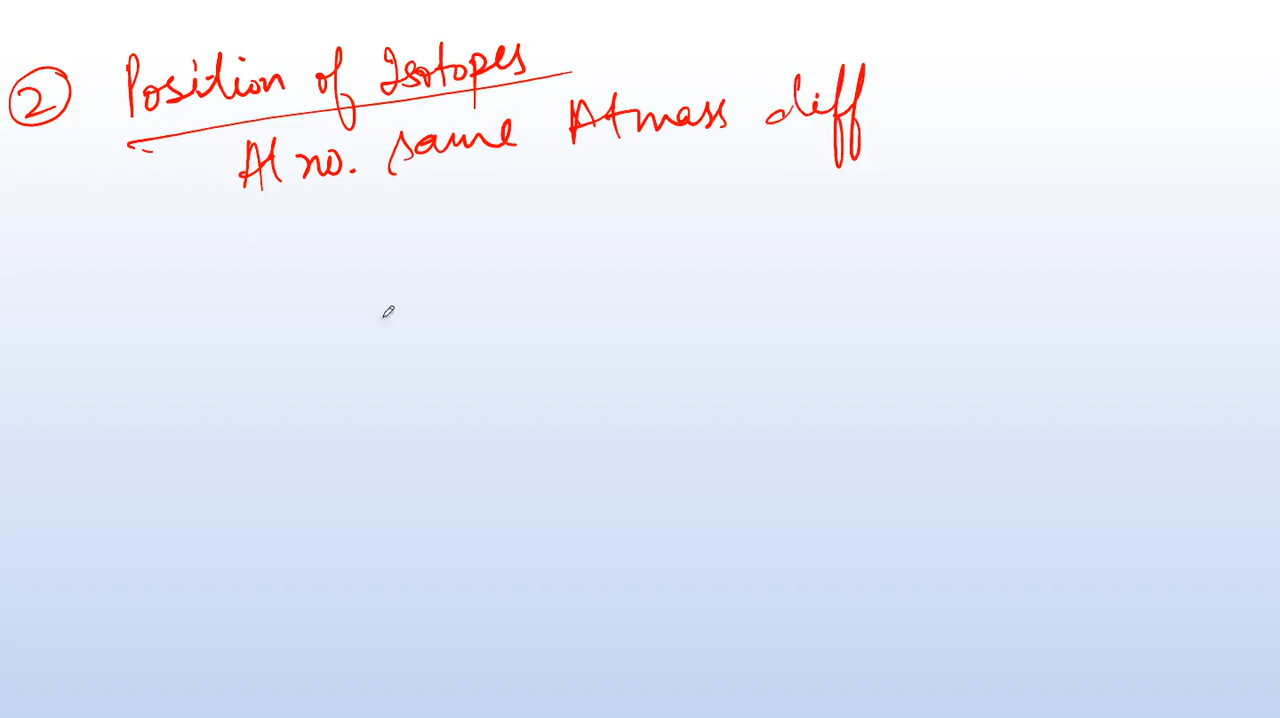 ② Position of Isotopes
At no. same At mass diff